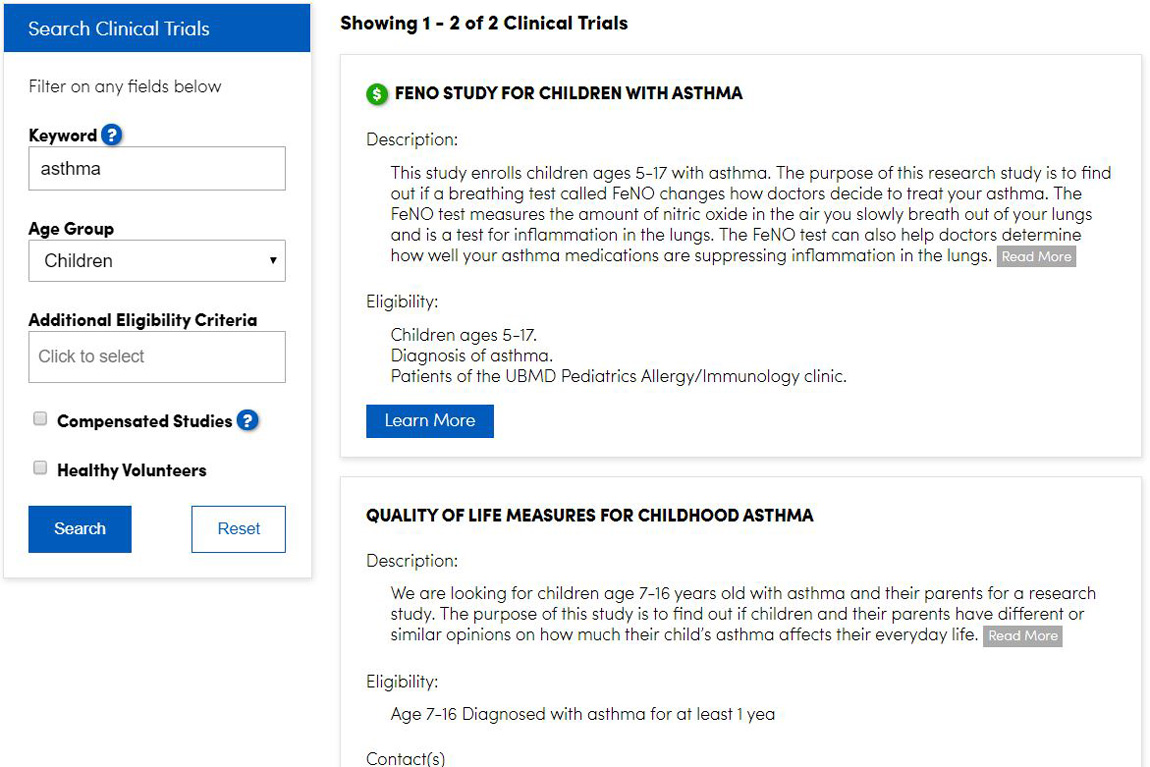 Search Clinical Trials
Filter on any fields below
Keyword ?
asthma
Age Group
Children
Additional Eligibility Criteria
Click to select
Compensated Studies ?
Healthy Volunteers
Search
Reset
Showing 1 - 2 of 2 Clinical Trials
$ FENO STUDY FOR CHILDREN WITH ASTHMA
Description:
This study enrolls children ages 5-17 with asthma. The purpose of this research study is to find
out if a breathing test called FeNO changes how doctors decide to treat your asthma. The
FeNO test measures the amount of nitric oxide in the air you slowly breath out of your lungs
and is a test for inflammation in the lungs. The FeNO test can also help doctors determine
how well your asthma medications are suppressing inflammation in the lungs. Read More
Eligibility:
Children ages 5-17.
Diagnosis of asthma.
Patients of the UBMD Pediatrics Allergy/Immunology clinic.
Learn More
QUALITY OF LIFE MEASURES FOR CHILDHOOD ASTHMA
Description:
We are looking for children age 7-16 years old with asthma and their parents for a research
study. The purpose of this study is to find out if children and their parents have different or
similar opinions on how much their child's asthma affects their everyday life. Read More
Eligibility:
Age 7-16 Diagnosed with asthma for at least 1 yea
Contact(s)